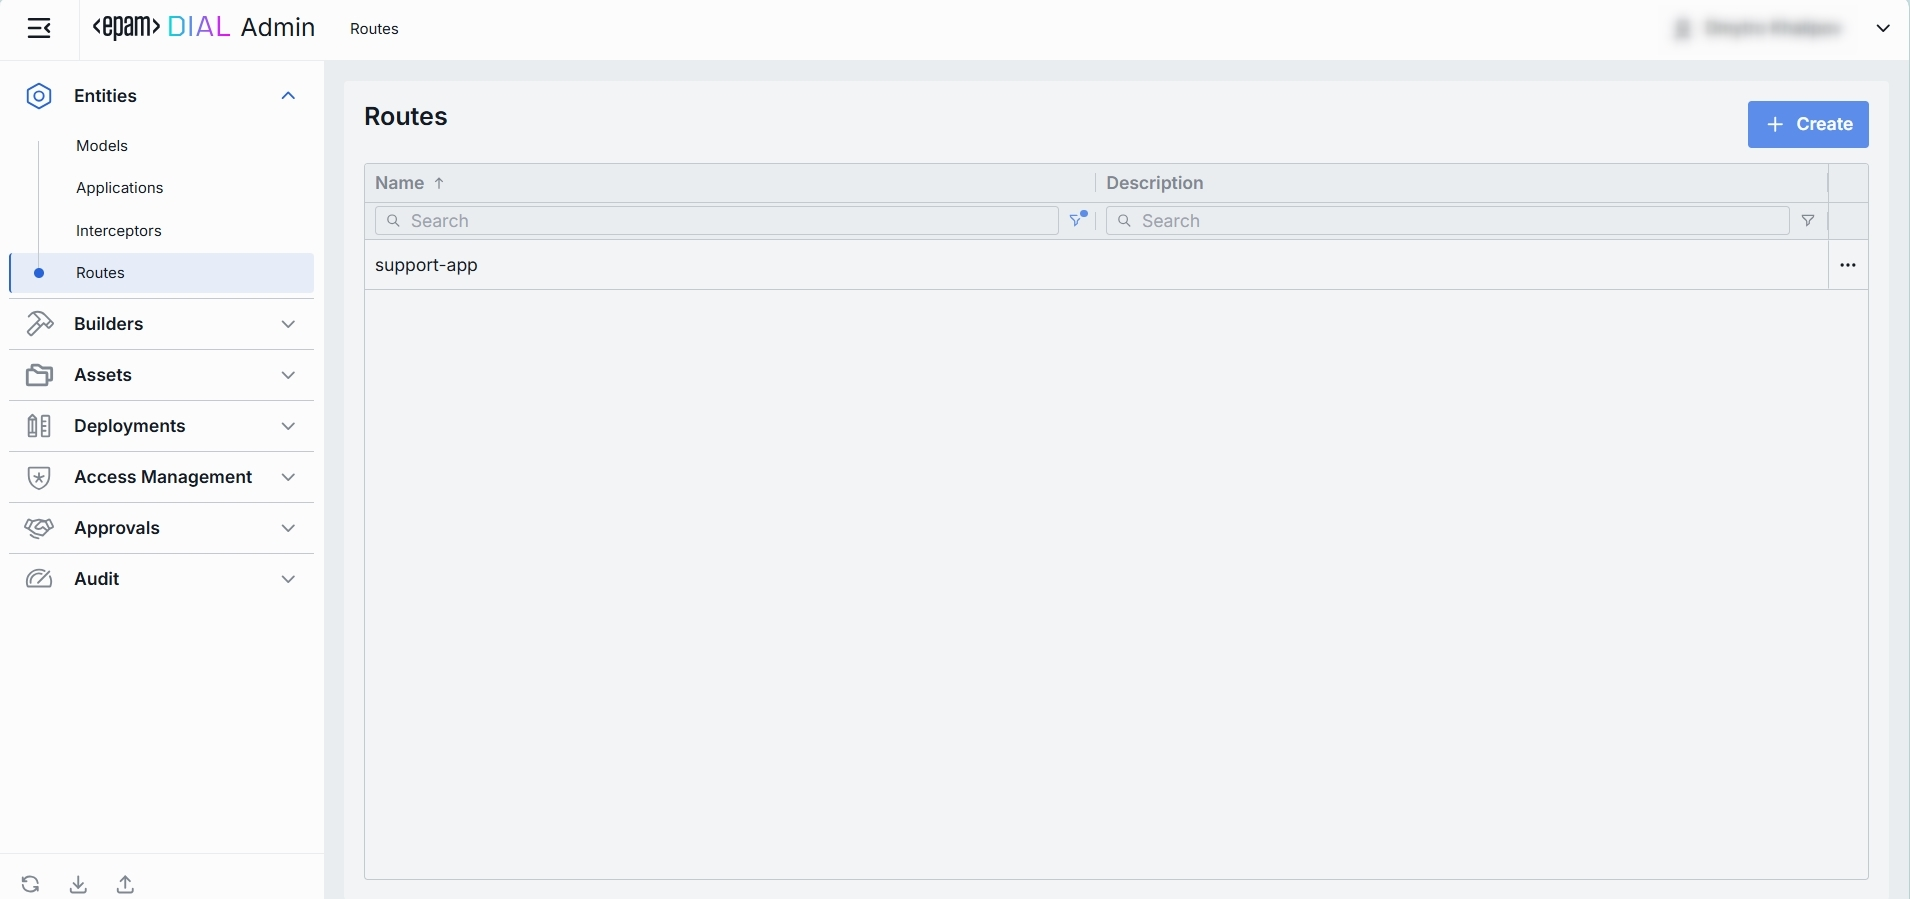 <epam> DIAL Admin
Routes
Entities
Models
Applications
Interceptors
Routes
Builders
Assets
Deployments
Access Management
Approvals
Audit
Routes
+ Create
Name ↑
Description
Search
Search
support-app